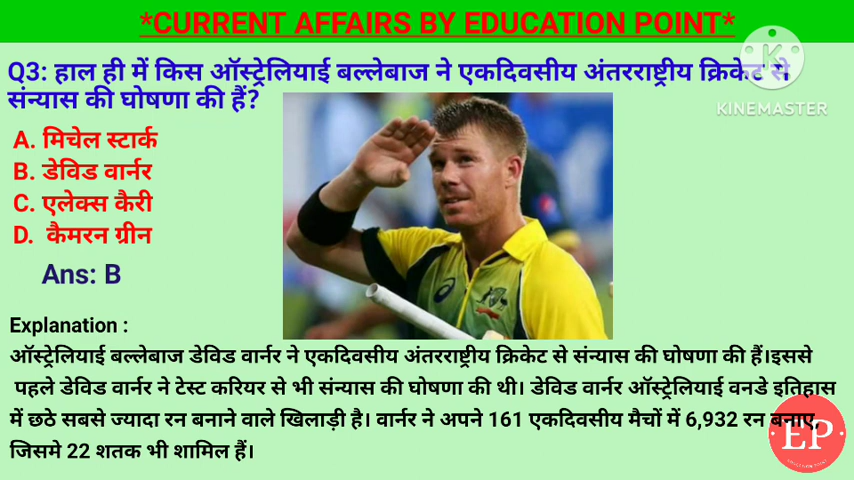 *CURRENT AFFAIRS BY EDUCATION POINT*
Q3: हाल ही में किस ऑस्ट्रेलियाई बल्लेबाज ने एकदिवसीय अंतरराष्ट्रीय क्रिकेट से
संन्यास की घोषणा की हैं?
KINEMASTER
A. मिचेल स्टार्क
B. डेविड वार्नर
C. एलेक्स कैरी
D. कैमरन ग्रीन
Ans: B
Explanation :
ऑस्ट्रेलियाई बल्लेबाज डेविड वार्नर ने एकदिवसीय अंतरराष्ट्रीय क्रिकेट से संन्यास की घोषणा की हैं।इससे
पहले डेविड वार्नर ने टेस्ट करियर से भी संन्यास की घोषणा की थी। डेविड वार्नर ऑस्ट्रेलियाई वनडे इतिहास
में छठे सबसे ज्यादा रन बनाने वाले खिलाड़ी है। वार्नर ने अपने 161 एकदिवसीय मैचों में 6,932 रन बनाए,
जिसमे 22 शतक भी शामिल हैं।
EP